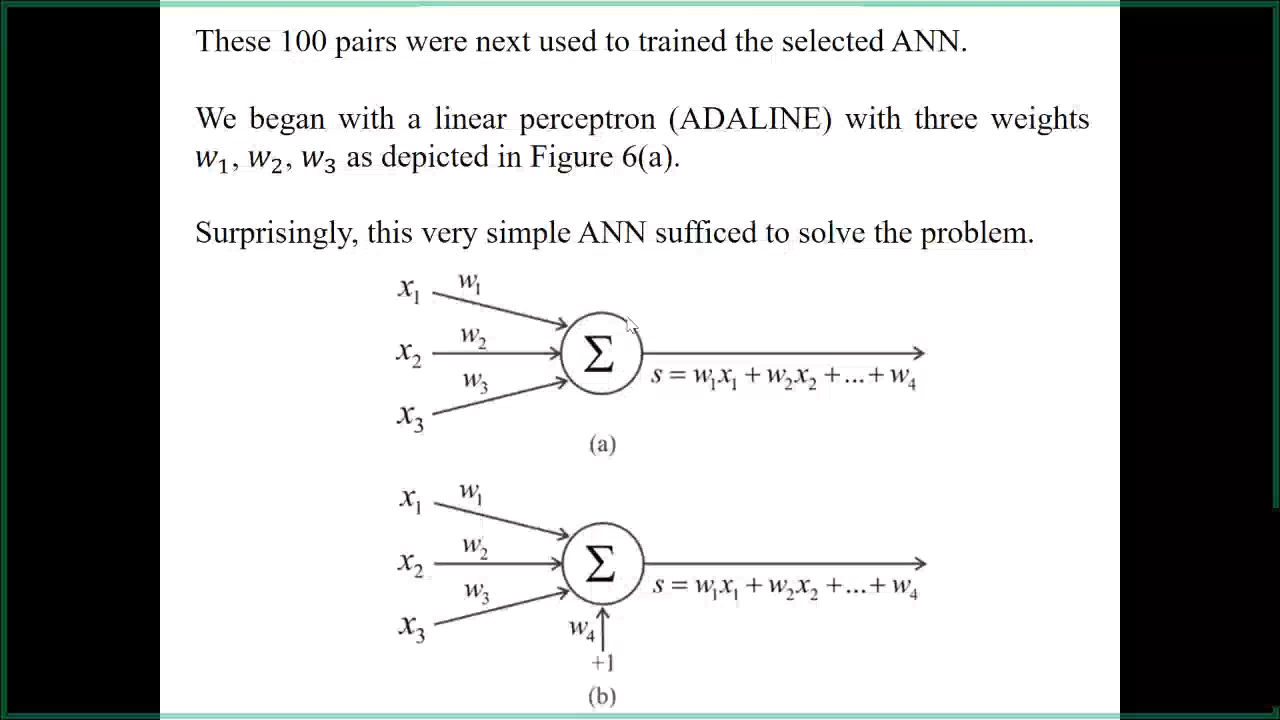 These 100 pairs were next used to trained the selected ANN.
We began with a linear perceptron (ADALINE) with three weights
w₁, w₂, w₃ as depicted in Figure 6(a).
Surprisingly, this very simple ANN sufficed to solve the problem.
x₁ w₁
x₂ w₂
w₃
x₃
Σ
s = w₁x₁ + w₂x₂ + ... + w₄
(a)
x₁ w₁
x₂ w₂
w₃
x₃
Σ
s = w₁x₁ + w₂x₂ + ... + w₄
w₄
+1
(b)